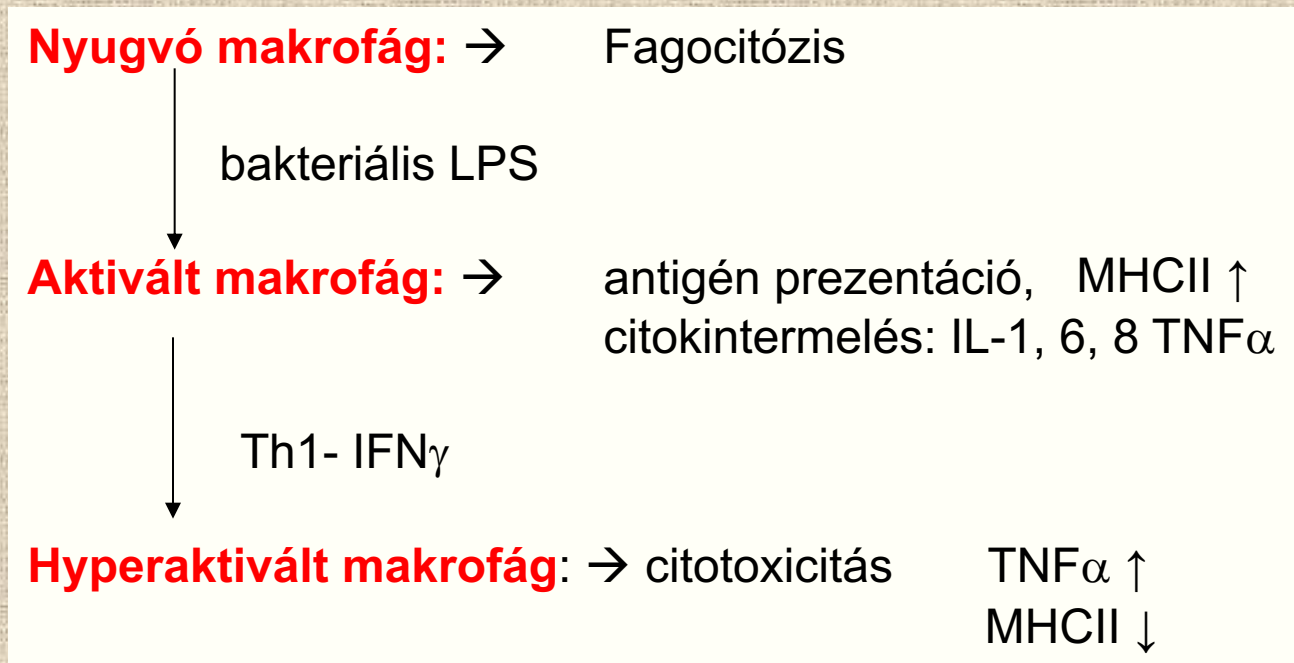 Nyugvó makrofág: → Fagocitózis
bakteriális LPS
Aktivált makrofág: → antigén prezentáció, MHCII ↑
citokintermelés: IL-1, 6, 8 TNFα
Th1- IFNγ
Hyperaktivált makrofág: → citotoxicitás TNFα ↑
MHCII ↓